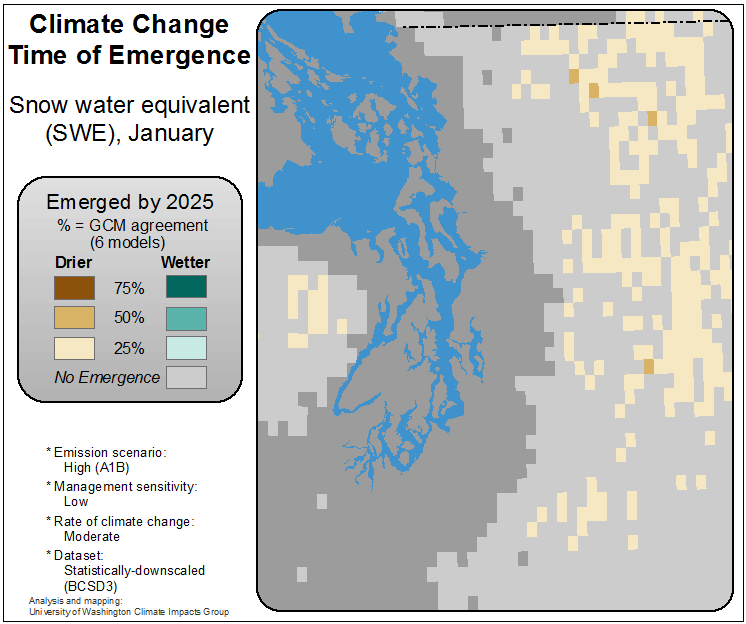 Climate Change
Time of Emergence
Snow water equivalent
(SWE), January
Emerged by 2025
% = GCM agreement
(6 models)
Drier Wetter
75%
50%
25%
No Emergence
* Emission scenario:
High (A1B)
* Management sensitivity:
Low
* Rate of climate change:
Moderate
* Dataset:
Statistically-downscaled
(BCSD3)
Analysis and mapping:
University of Washington Climate Impacts Group